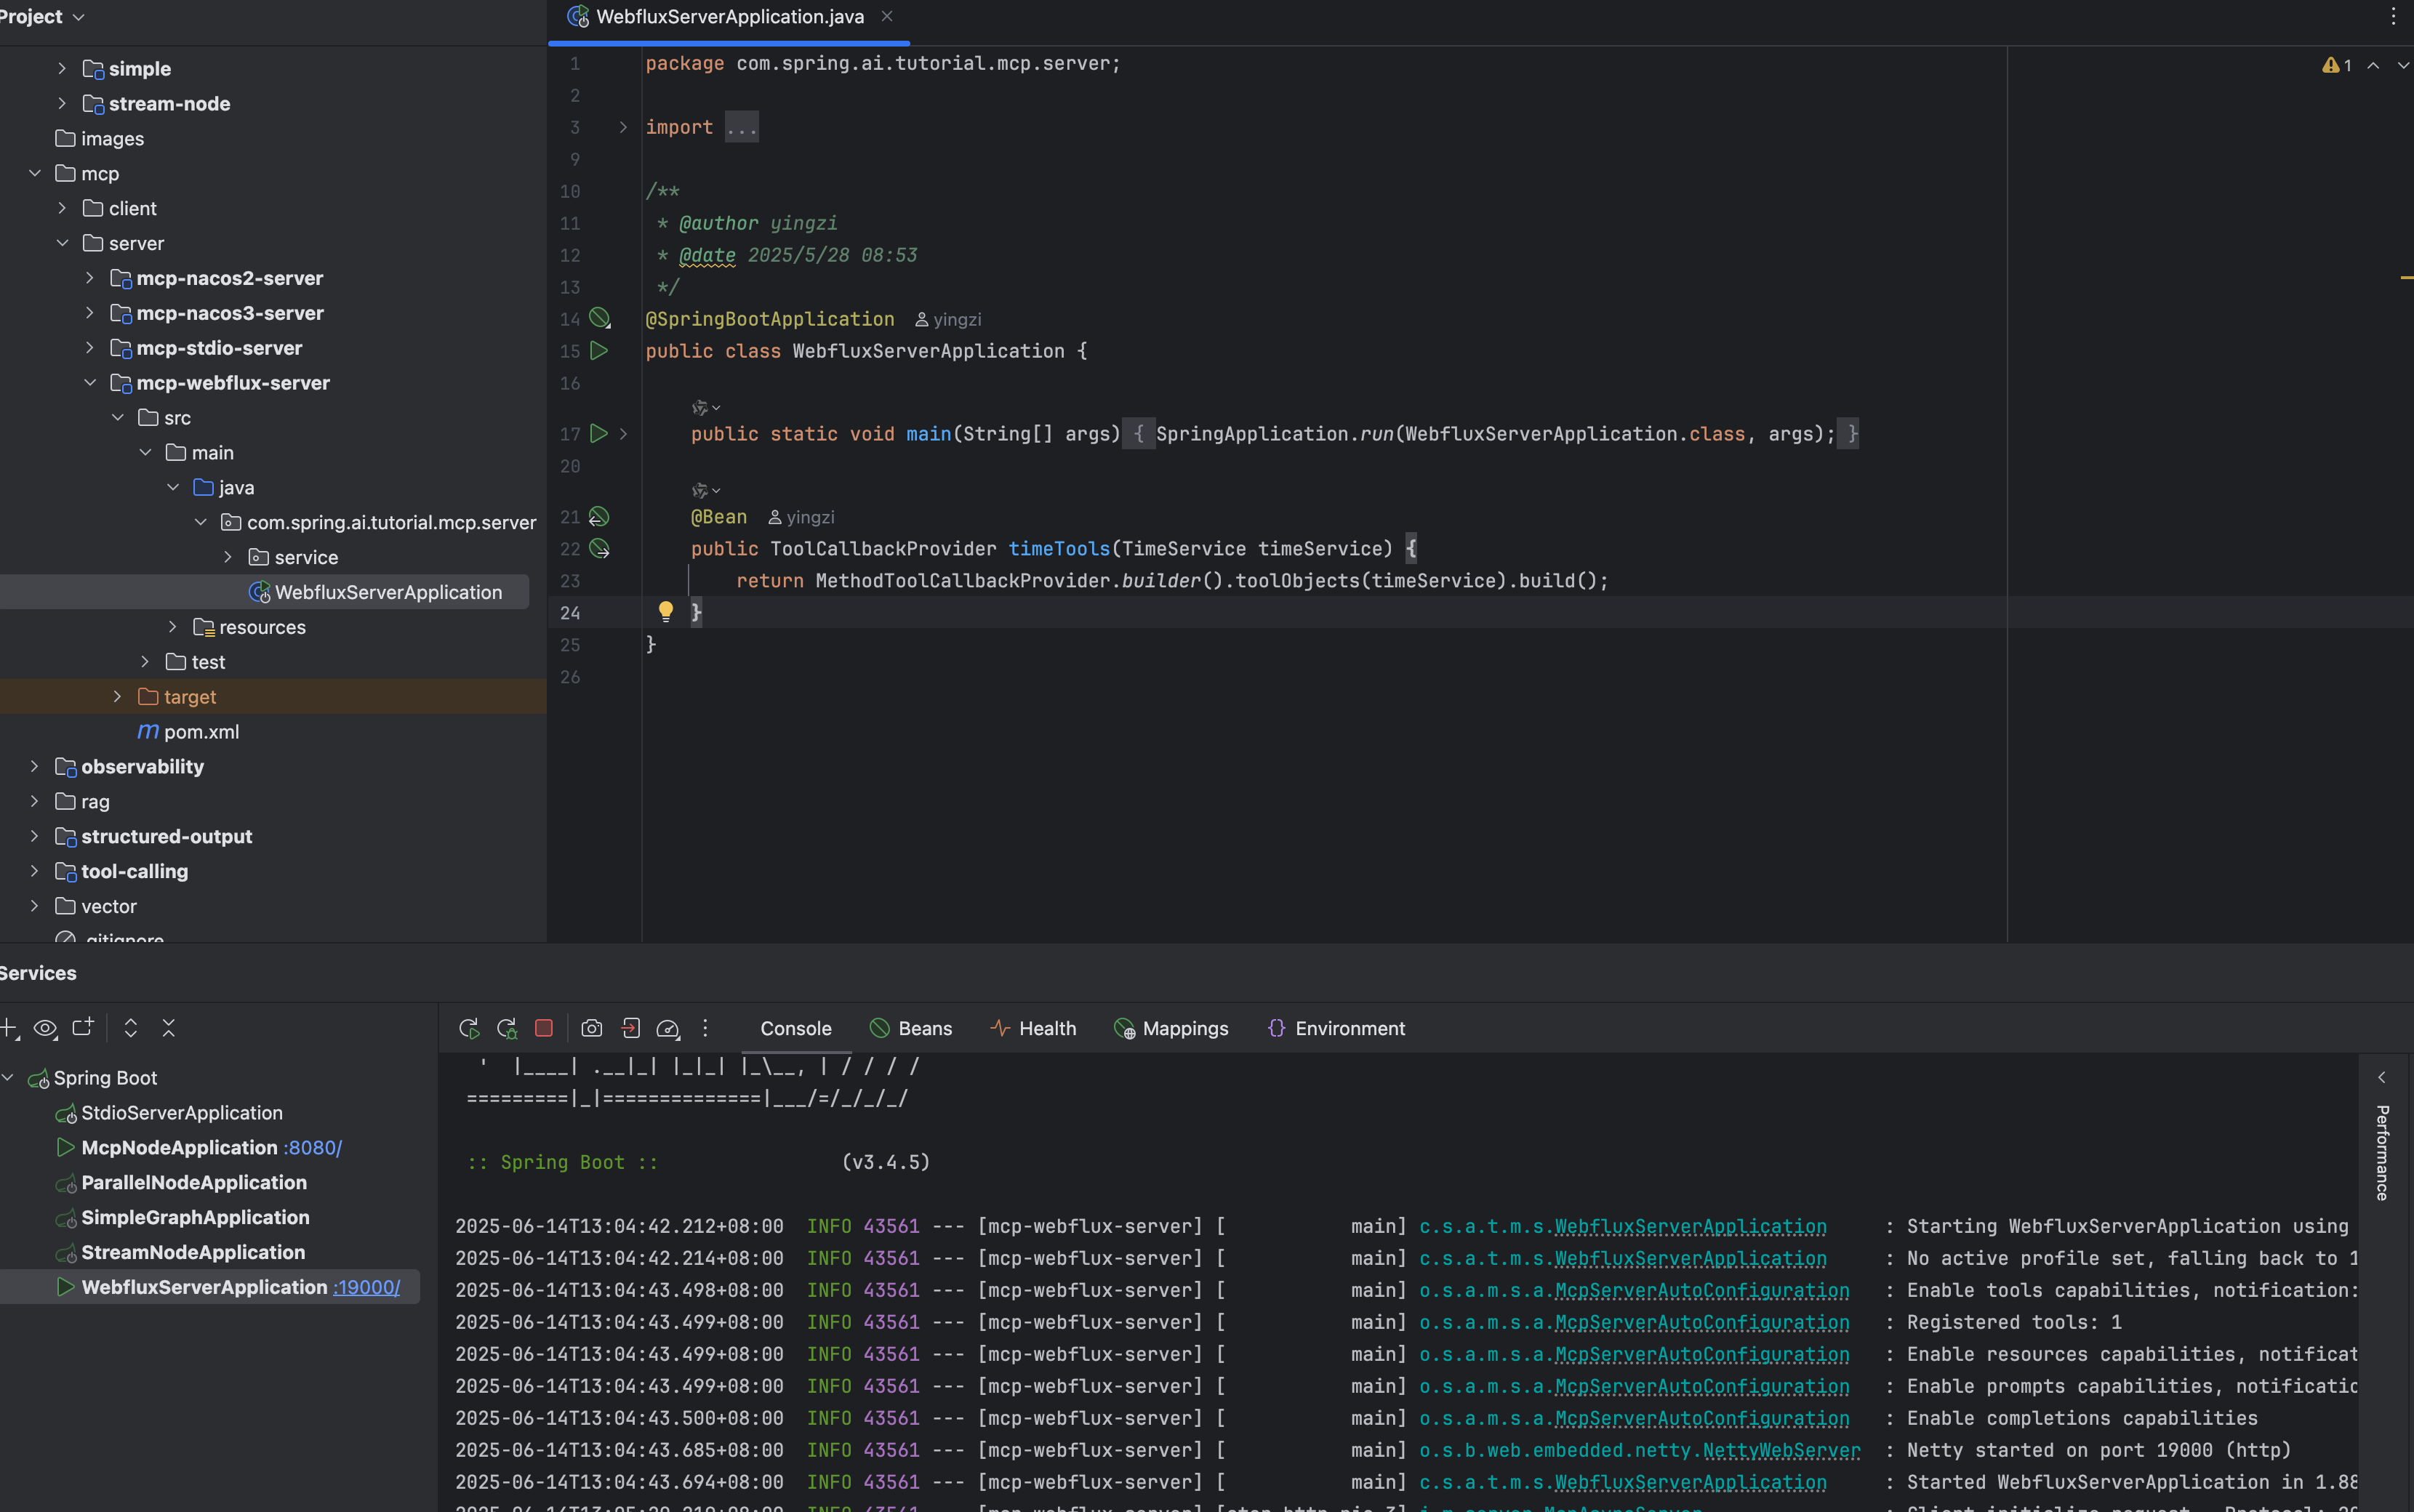 Project
simple
stream-node
images
mcp
client
server
mcp-nacos2-server
mcp-nacos3-server
mcp-stdio-server
mcp-webflux-server
src
main
java
com.spring.ai.tutorial.mcp.server
service
WebfluxServerApplication
resources
test
target
pom.xml
observability
rag
structured-output
tool-calling
vector
.gitignore
WebfluxServerApplication.java
1
1 package com.spring.ai.tutorial.mcp.server;
2
3 import ...
9
10 /**
11 * @author yingzi
12 * @date 2025/5/28 08:53
13 */
14 @SpringBootApplication yingzi
15 public class WebfluxServerApplication {
16
17 public static void main(String[] args) { SpringApplication.run(WebfluxServerApplication.class, args); }
20
21 @Bean yingzi
22 public ToolCallbackProvider timeTools(TimeService timeService) {
23 return MethodToolCallbackProvider.builder().toolObjects(timeService).build();
24 }
25 }
26
Services
Spring Boot
StdioServerApplication
McpNodeApplication :8080/
ParallelNodeApplication
SimpleGraphApplication
StreamNodeApplication
WebfluxServerApplication :19000/
Console Beans Health Mappings Environment
' |____| .__|_| |_|_| |_\__, | / / / /
=========|_|==============|___/=/_/_/_/
:: Spring Boot :: (v3.4.5)
2025-06-14T13:04:42.212+08:00 INFO 43561 --- [mcp-webflux-server] [ main] c.s.a.t.m.s.WebfluxServerApplication : Starting WebfluxServerApplication using
2025-06-14T13:04:42.214+08:00 INFO 43561 --- [mcp-webflux-server] [ main] c.s.a.t.m.s.WebfluxServerApplication : No active profile set, falling back to 1
2025-06-14T13:04:43.498+08:00 INFO 43561 --- [mcp-webflux-server] [ main] o.s.a.m.s.a.McpServerAutoConfiguration : Enable tools capabilities, notification:
2025-06-14T13:04:43.499+08:00 INFO 43561 --- [mcp-webflux-server] [ main] o.s.a.m.s.a.McpServerAutoConfiguration : Registered tools: 1
2025-06-14T13:04:43.499+08:00 INFO 43561 --- [mcp-webflux-server] [ main] o.s.a.m.s.a.McpServerAutoConfiguration : Enable resources capabilities, notificat
2025-06-14T13:04:43.499+08:00 INFO 43561 --- [mcp-webflux-server] [ main] o.s.a.m.s.a.McpServerAutoConfiguration : Enable prompts capabilities, notificatio
2025-06-14T13:04:43.500+08:00 INFO 43561 --- [mcp-webflux-server] [ main] o.s.a.m.s.a.McpServerAutoConfiguration : Enable completions capabilities
2025-06-14T13:04:43.685+08:00 INFO 43561 --- [mcp-webflux-server] [ main] o.s.b.web.embedded.netty.NettyWebServer : Netty started on port 19000 (http)
2025-06-14T13:04:43.694+08:00 INFO 43561 --- [mcp-webflux-server] [ main] c.s.a.t.m.s.WebfluxServerApplication : Started WebfluxServerApplication in 1.88
Performance